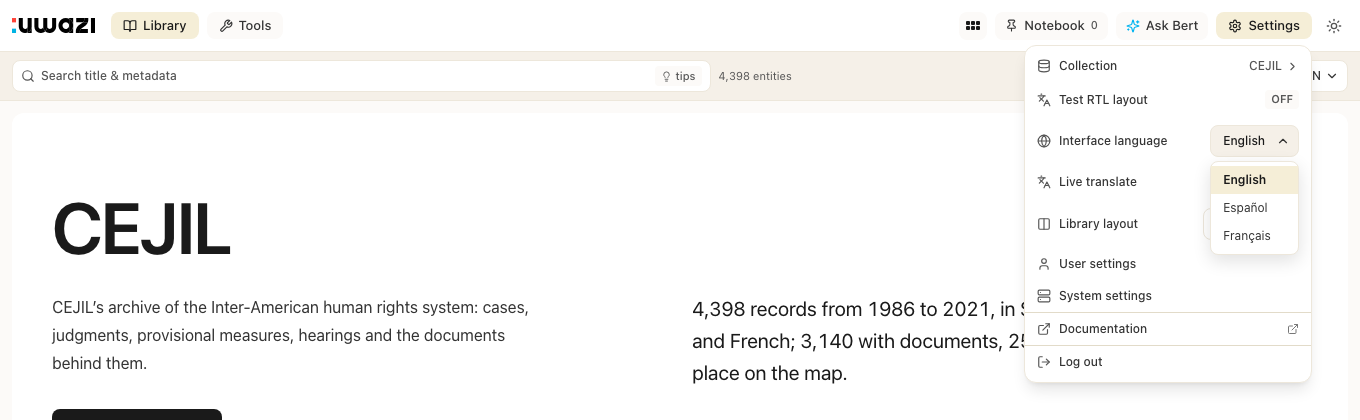 uwazi
Library
Tools
Notebook 0
Ask Bert
Settings
Search title & metadata
tips
4,398 entities
N
Collection CEJIL
Test RTL layout OFF
Interface language English
English
Español
Français
Live translate
Library layout
User settings
System settings
Documentation
Log out
CEJIL
CEJIL's archive of the Inter-American human rights system: cases,
judgments, provisional measures, hearings and the documents
behind them.
4,398 records from 1986 to 2021, in
and French; 3,140 with documents,
place on the map.